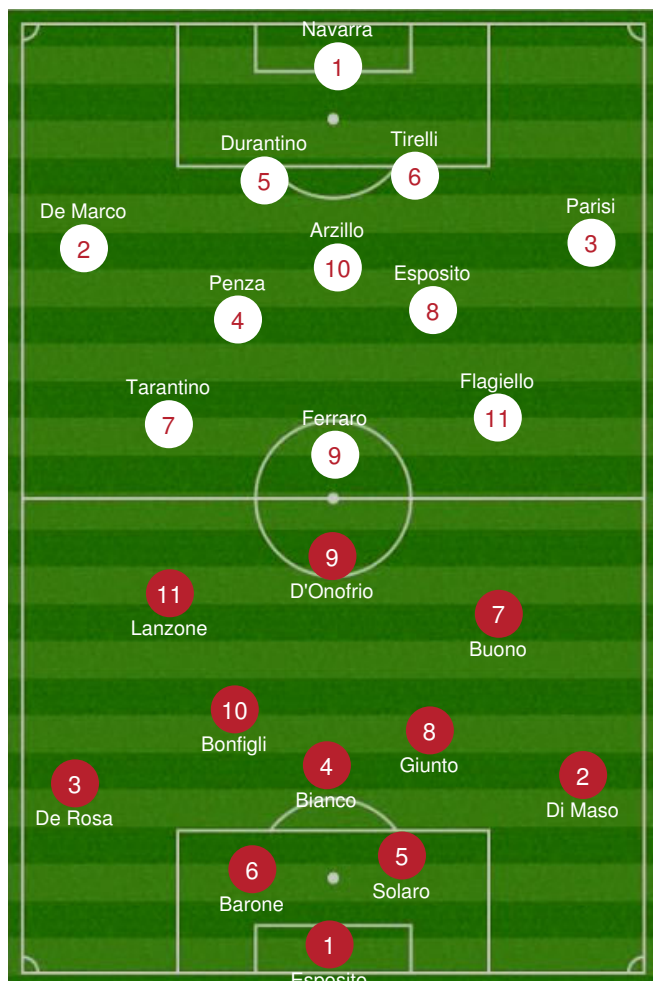 Navarra
1
Durantino
5
Tirelli
6
De Marco
2
Parisi
3
Arzillo
10
Penza
4
Esposito
8
Tarantino
7
Flagiello
11
Ferraro
9
9
D'Onofrio
11
Lanzone
7
Buono
10
Bonfigli
8
Giunto
4
Bianco
3
De Rosa
2
Di Maso
6
Barone
5
Solaro
1
Esposito